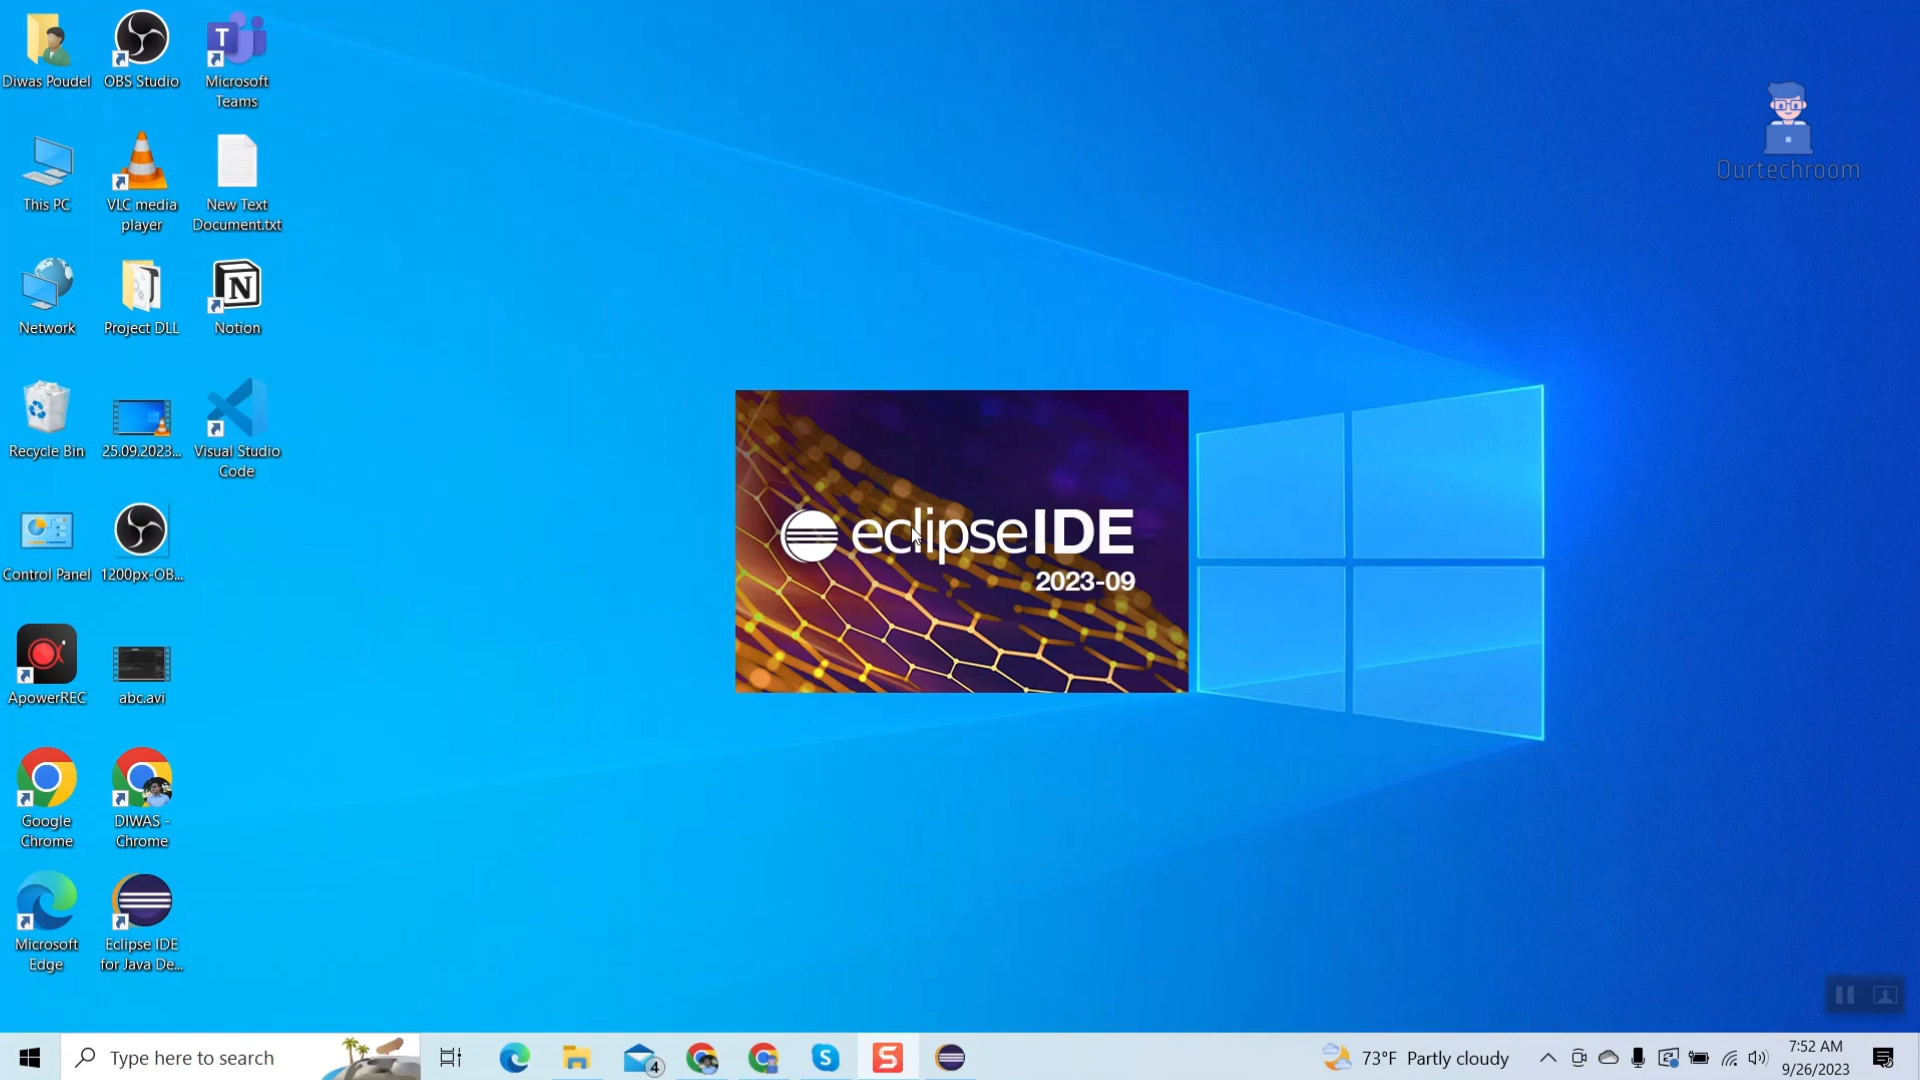 Diwas Poudel
OBS Studio
Microsoft
Teams
This PC
VLC media
player
New Text
Document.txt
Network
Project DLL
Notion
Recycle Bin
25.09.2023...
Visual Studio
Code
Control Panel
1200px-OB...
ApowerREC
abc.avi
Google
Chrome
DIWAS -
Chrome
Microsoft
Edge
Eclipse IDE
for Java De...
eclipseIDE
2023-09
Ourtechroom
Type here to search
4
73°F Partly cloudy
7:52 AM
9/26/2023